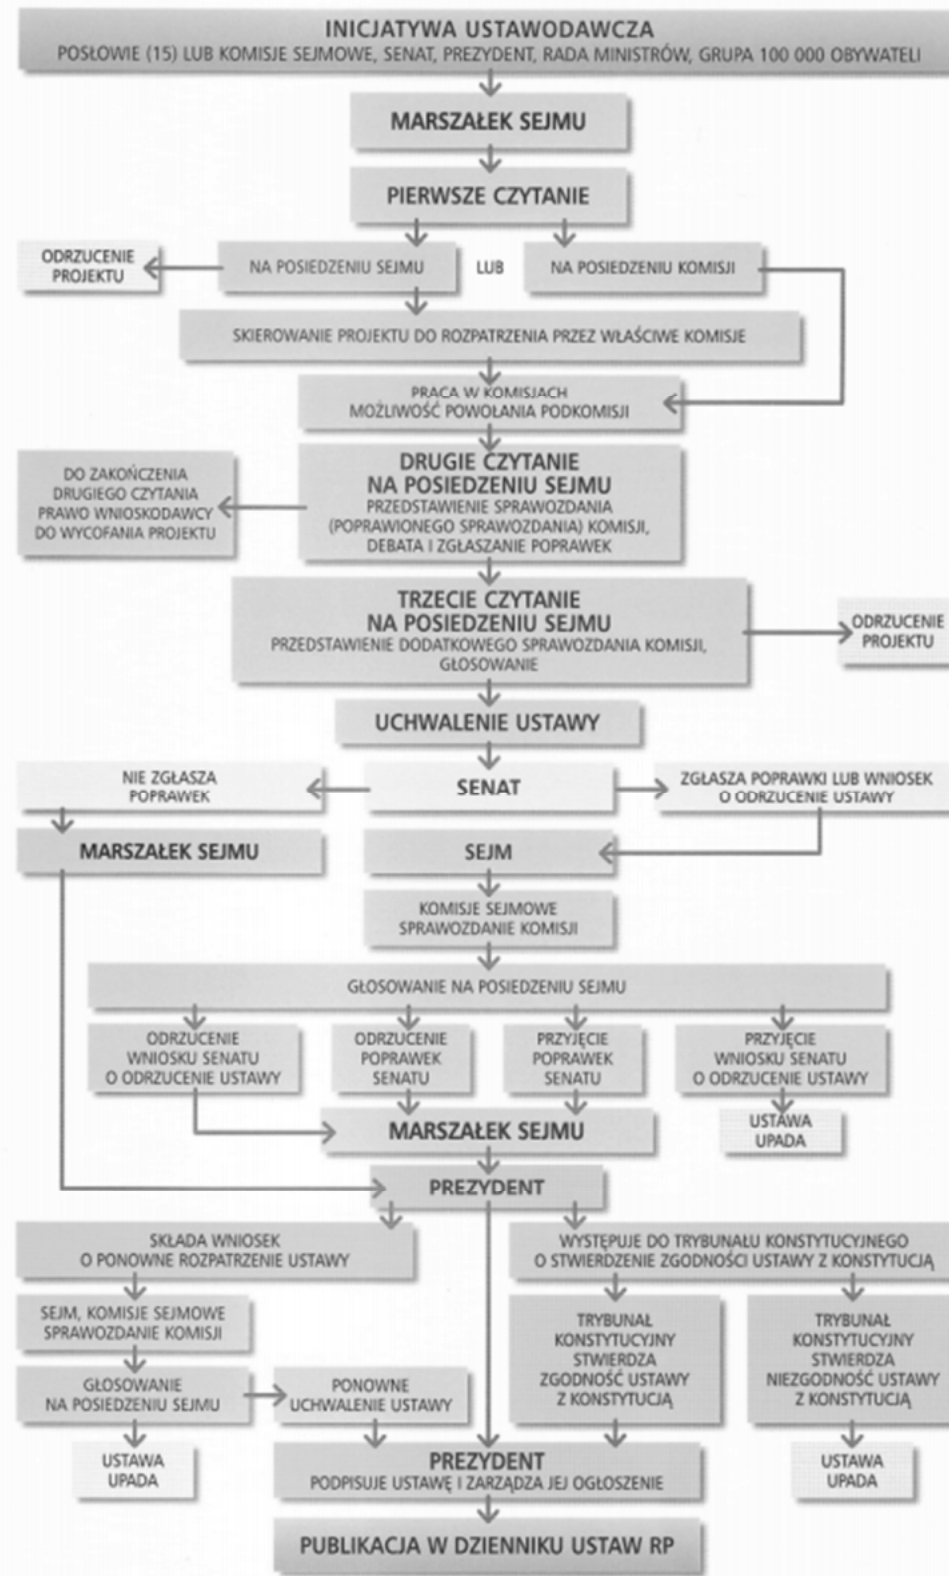 INICJATYWA USTAWODAWCZA
POSŁOWIE (15) LUB KOMISJE SEJMOWE, SENAT, PREZYDENT, RADA MINISTRÓW, GRUPA 100 000 OBYWATELI
MARSZAŁEK SEJMU
PIERWSZE CZYTANIE
ODRZUCENIE
PROJEKTU
NA POSIEDZENIU SEJMU
LUB
NA POSIEDZENIU KOMISJI
SKIEROWANIE PROJEKTU DO ROZPATRZENIA PRZEZ WŁAŚCIWE KOMISJE
PRACA W KOMISJACH
MOŻLIWOŚĆ POWOŁANIA PODKOMISJI
DO ZAKOŃCZENIA
DRUGIEGO CZYTANIA
PRAWO WNIOSKODAWCY
DO WYCOFANIA PROJEKTU
DRUGIE CZYTANIE
NA POSIEDZENIU SEJMU
PRZEDSTAWIENIE SPRAWOZDANIA
(POPRAWIONEGO SPRAWOZDANIA) KOMISJI,
DEBATA I ZGŁASZANIE POPRAWEK
TRZECIE CZYTANIE
NA POSIEDZENIU SEJMU
PRZEDSTAWIENIE DODATKOWEGO SPRAWOZDANIA KOMISJI,
GŁOSOWANIE
ODRZUCENIE
PROJEKTU
UCHWALENIE USTAWY
NIE ZGŁASZA
POPRAWEK
SENAT
ZGŁASZA POPRAWKI LUB WNIOSEK
O ODRZUCENIE USTAWY
MARSZAŁEK SEJMU
SEJM
KOMISJE SEJMOWE
SPRAWOZDANIE KOMISJI
GŁOSOWANIE NA POSIEDZENIU SEJMU
ODRZUCENIE
WNIOSKU SENATU
O ODRZUCENIE USTAWY
ODRZUCENIE
POPRAWEK
SENATU
PRZYJĘCIE
POPRAWEK
SENATU
PRZYJĘCIE
WNIOSKU SENATU
O ODRZUCENIE USTAWY
MARSZAŁEK SEJMU
USTAWA
UPADA
PREZYDENT
SKŁADA WNIOSEK
O PONOWNE ROZPATRZENIE USTAWY
WYSTĘPUJE DO TRYBUNAŁU KONSTYTUCYJNEGO
O STWIERDZENIE ZGODNOŚCI USTAWY Z KONSTYTUCJĄ
SEJM, KOMISJE SEJMOWE
SPRAWOZDANIE KOMISJI
TRYBUNAŁ
KONSTYTUCYJNY
STWIERDZA
ZGODNOŚĆ USTAWY
Z KONSTYTUCJĄ
TRYBUNAŁ
KONSTYTUCYJNY
STWIERDZA
NIEZGODNOŚĆ USTAWY
Z KONSTYTUCJĄ
GŁOSOWANIE
NA POSIEDZENIU SEJMU
PONOWNE
UCHWALENIE USTAWY
USTAWA
UPADA
PREZYDENT
PODPISUJE USTAWĘ I ZARZĄDZA JEJ OGŁOSZENIE
USTAWA
UPADA
PUBLIKACJA W DZIENNIKU USTAW RP